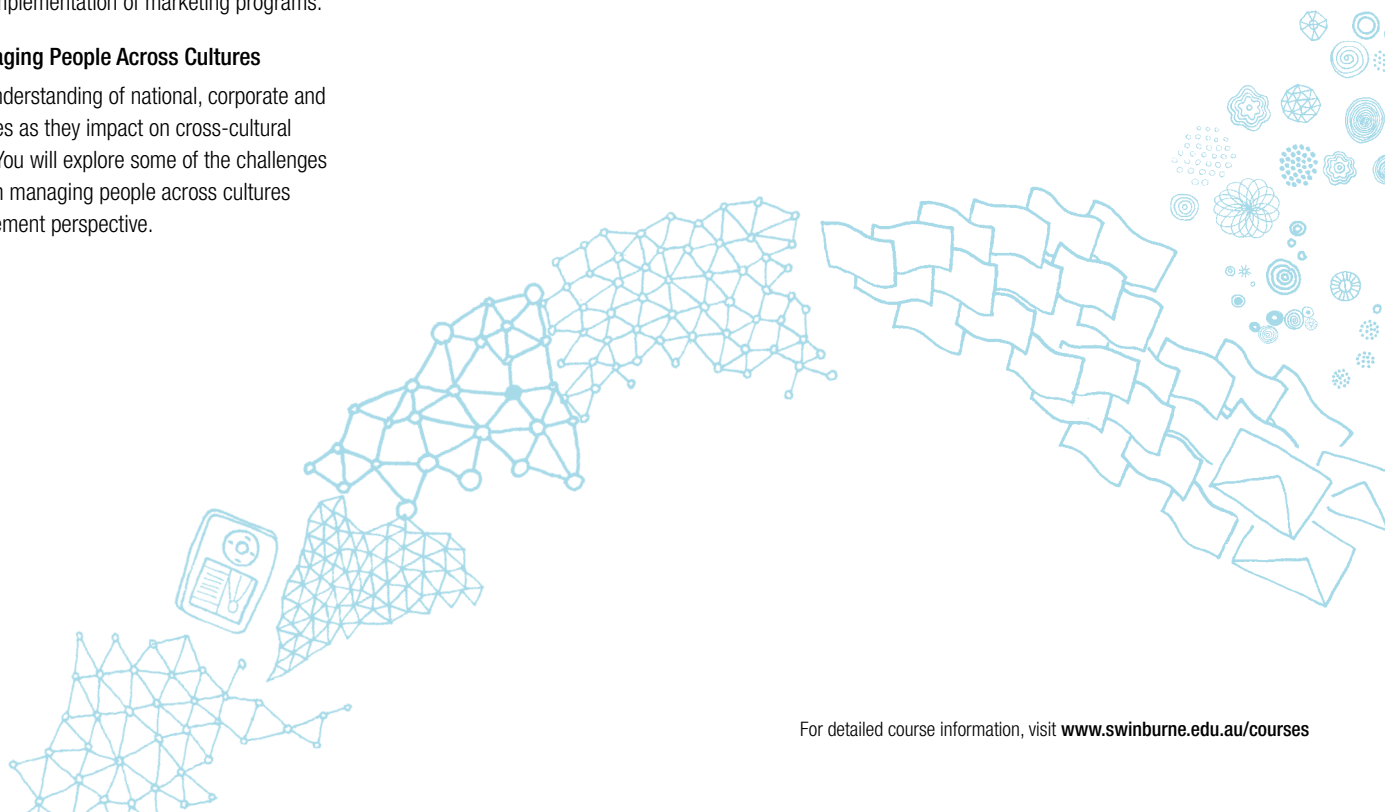 mplementation of marketing programs.
aging People Across Cultures
nderstanding of national, corporate and
es as they impact on cross-cultural
You will explore some of the challenges
n managing people across cultures
ement perspective.
For detailed course information, visit www.swinburne.edu.au/courses